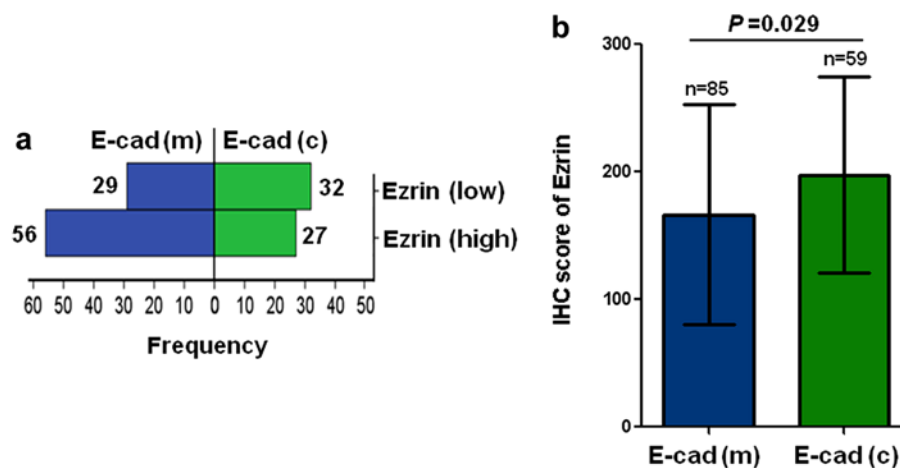 a
E-cad (m) E-cad (c)
29 32 Ezrin (low)
56 27 Ezrin (high)
60 50 40 30 20 10 0 10 20 30 40 50
Frequency
b
P=0.029
300
n=85 n=59
200
100
0
IHC score of Ezrin
E-cad (m) E-cad (c)